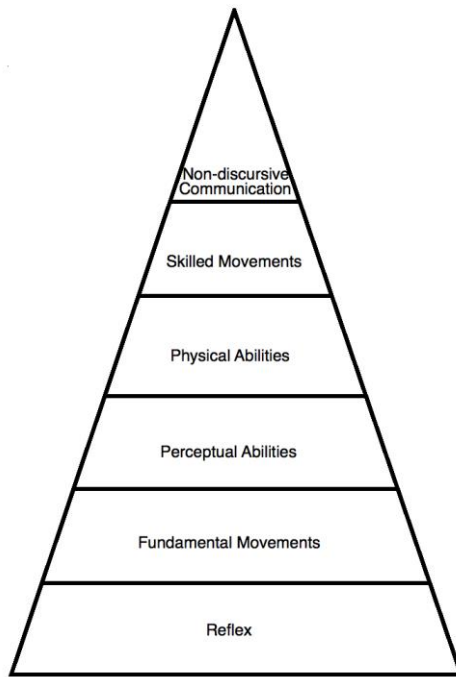 Non-discursive
Communication
Skilled Movements
Physical Abilities
Perceptual Abilities
Fundamental Movements
Reflex